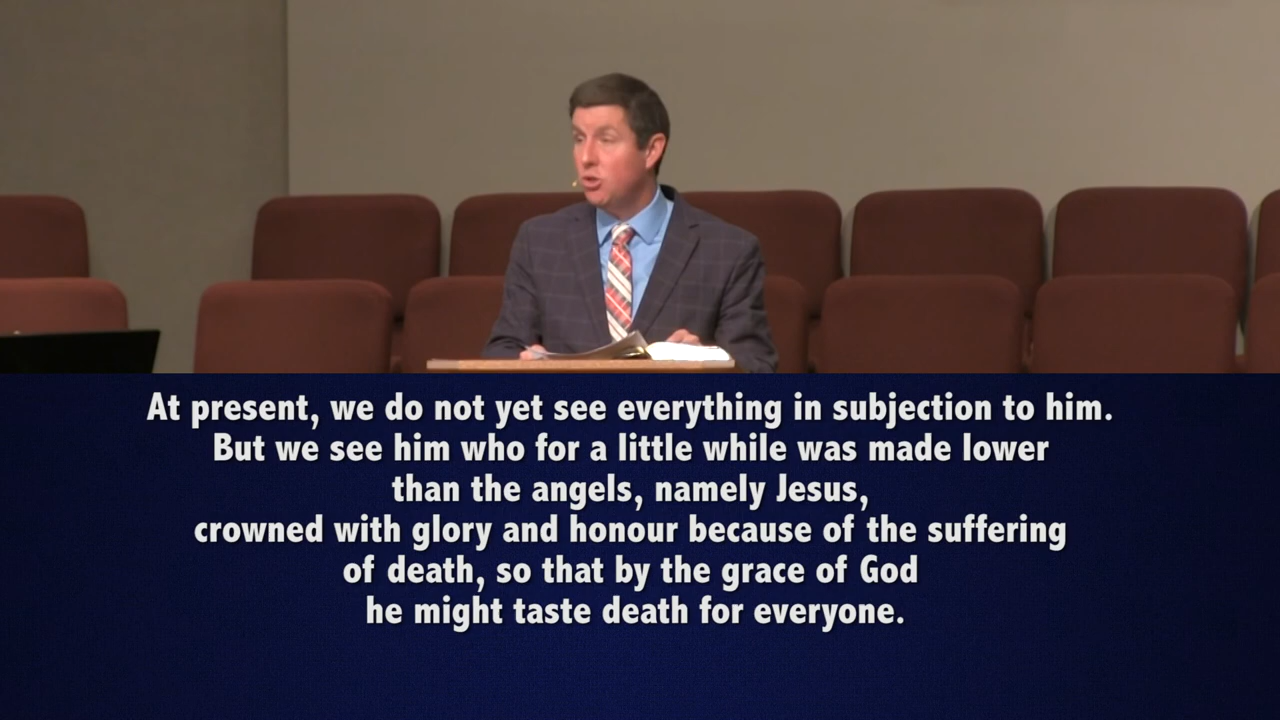 At present, we do not yet see everything in subjection to him.
But we see him who for a little while was made lower
than the angels, namely Jesus,
crowned with glory and honour because of the suffering
of death, so that by the grace of God
he might taste death for everyone.